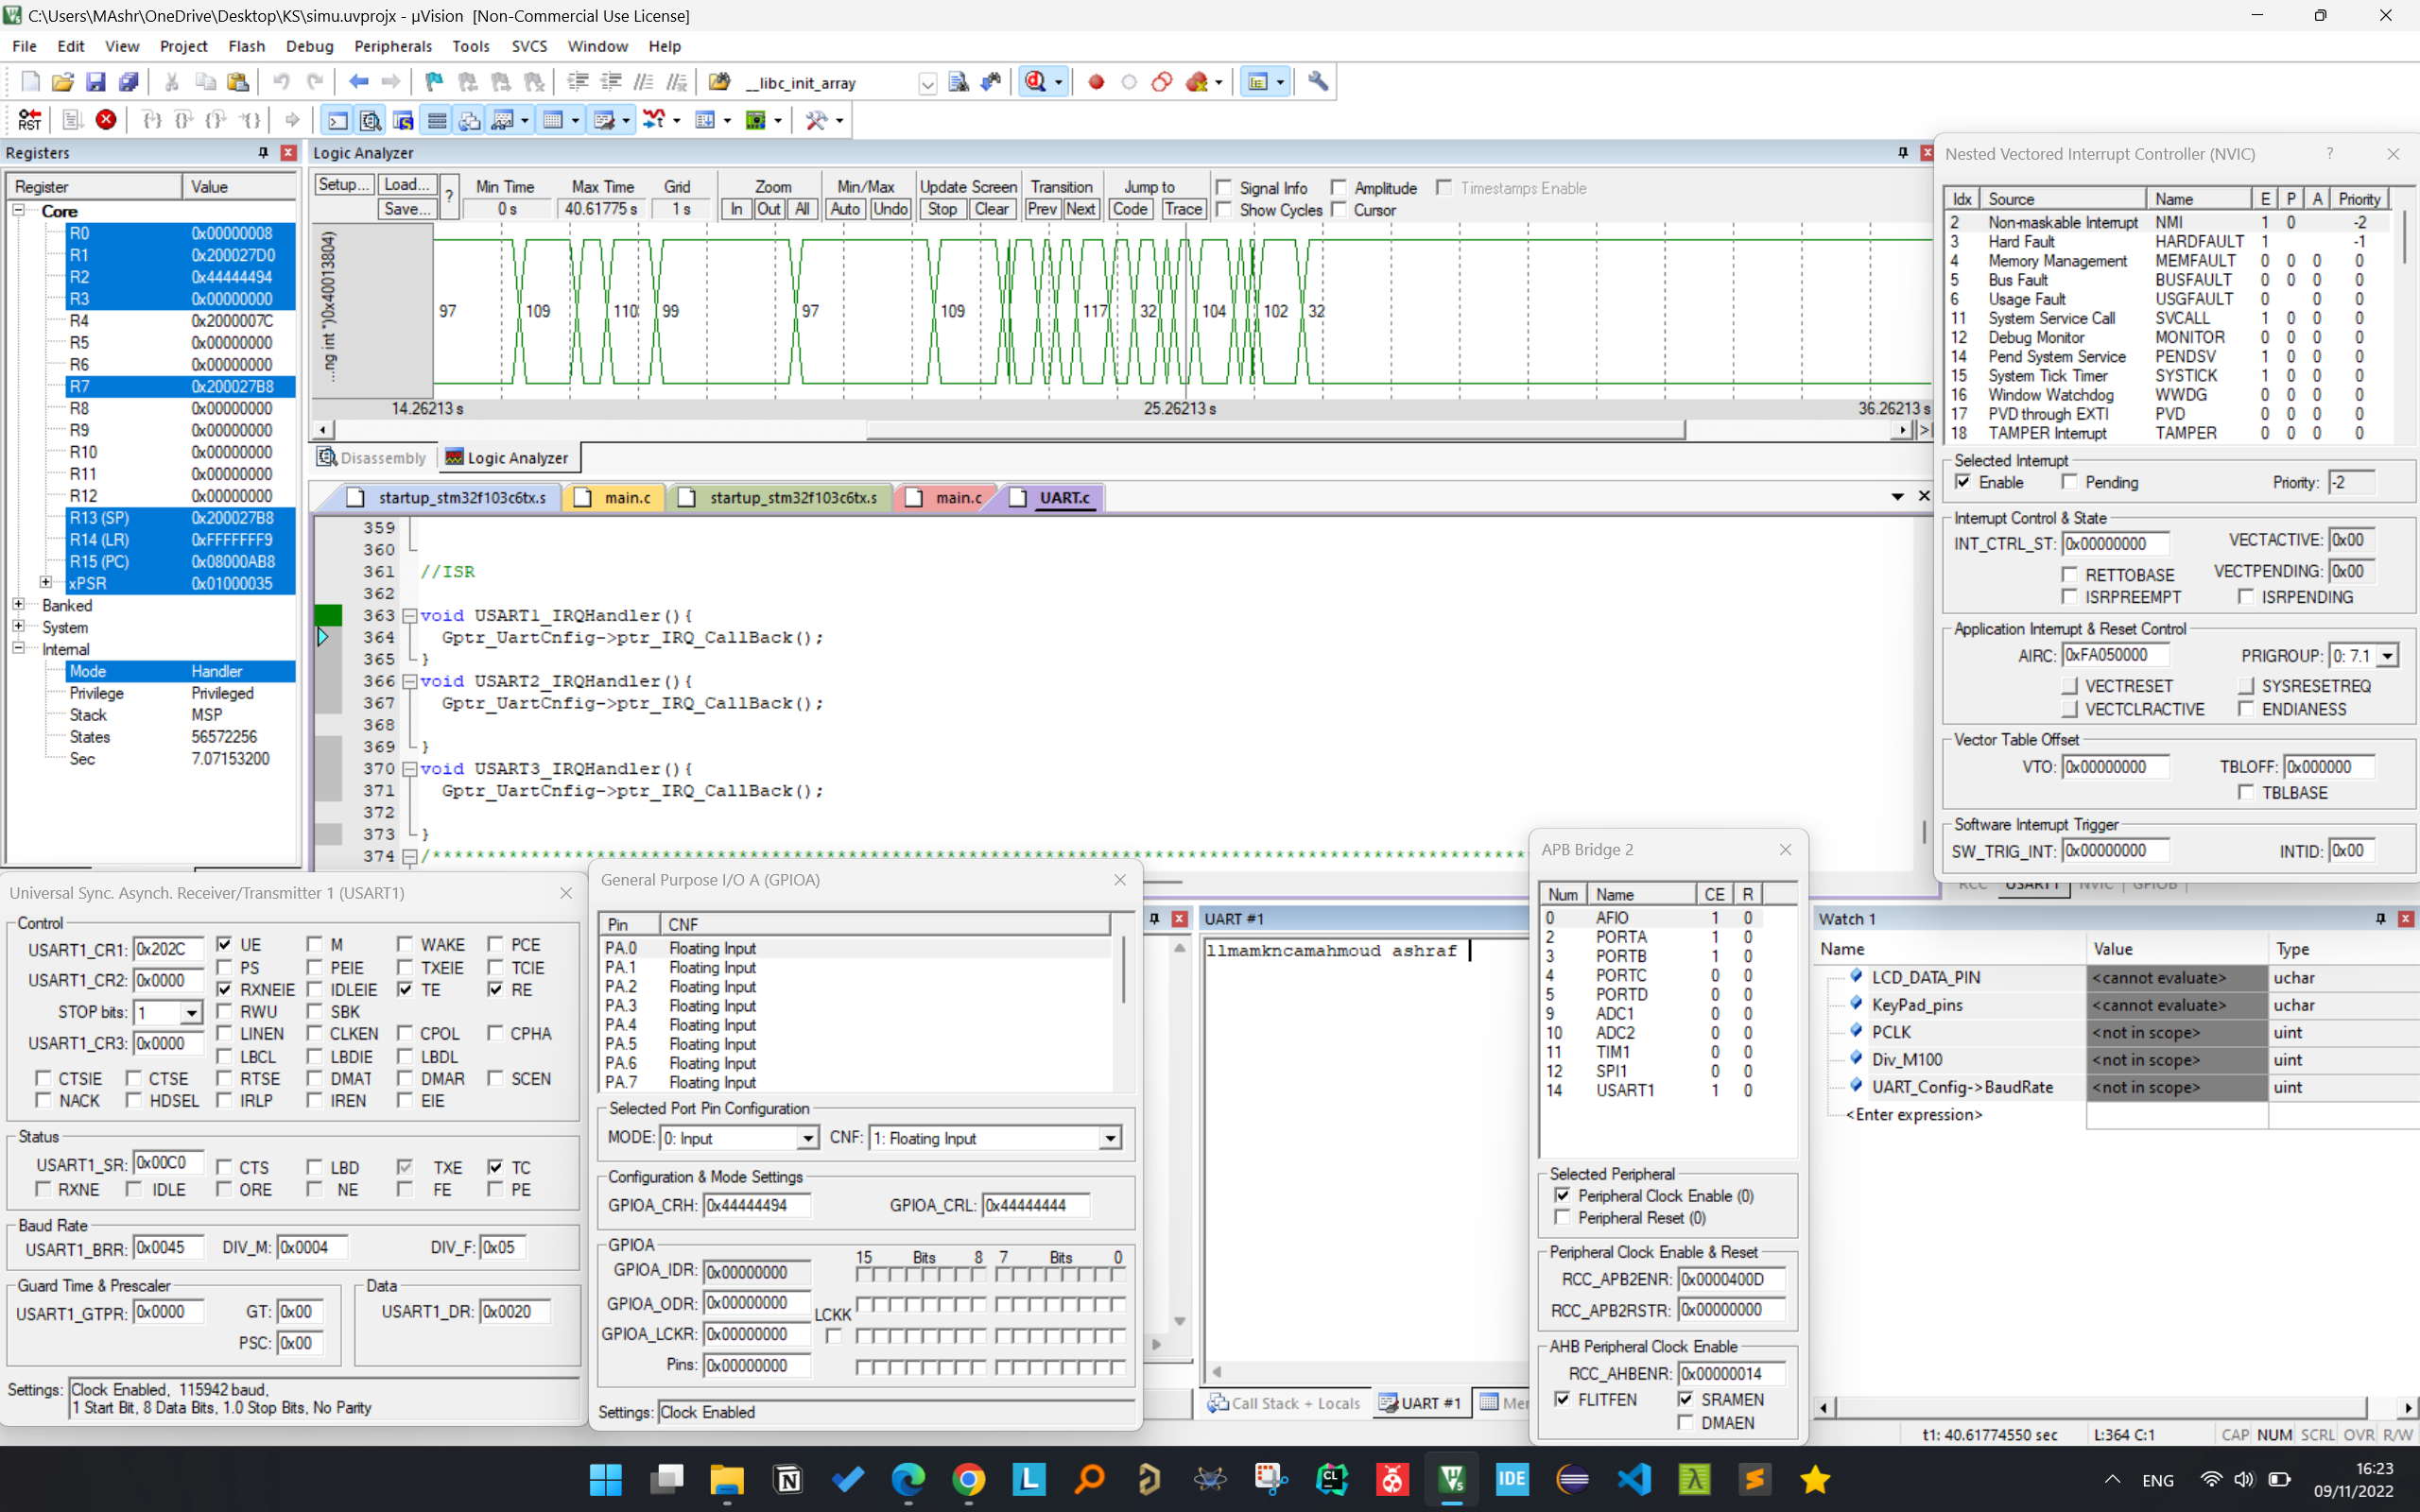 C:\Users\MAshr\OneDrive\Desktop\KS\simu.uvprojx - µVision  [Non-Commercial Use License]
File Edit View Project Flash Debug Peripherals Tools SVCS Window Help
__libc_init_array
RST
Registers
Register Value
Core
R0 0x00000008
R1 0x200027D0
R2 0x44444494
R3 0x00000000
R4 0x2000007C
R5 0x00000000
R6 0x00000000
R7 0x200027B8
R8 0x00000000
R9 0x00000000
R10 0x00000000
R11 0x00000000
R12 0x00000000
R13 (SP) 0x200027B8
R14 (LR) 0xFFFFFFF9
R15 (PC) 0x08000AB8
xPSR 0x01000035
Banked
System
Internal
Mode Handler
Privilege Privileged
Stack MSP
States 56572256
Sec 7.07153200
Logic Analyzer
Setup... Load... ? Min Time Max Time Grid Zoom Min/Max Update Screen Transition Jump to Signal Info Amplitude Timestamps Enable
Save... 0 s 40.61775 s 1 s In Out All Auto Undo Stop Clear Prev Next Code Trace Show Cycles Cursor
...ng int *)0x40013804)
97 109 110 99 97 109 117 32 104 102 32
14.26213 s 25.26213 s 36.26213 s
Disassembly Logic Analyzer
startup_stm32f103c6tx.s main.c startup_stm32f103c6tx.s main.c UART.c
359
360
361 //ISR
362
363 void USART1_IRQHandler(){
364 Gptr_UartCnfig->ptr_IRQ_CallBack();
365 }
366 void USART2_IRQHandler(){
367 Gptr_UartCnfig->ptr_IRQ_CallBack();
368
369 }
370 void USART3_IRQHandler(){
371 Gptr_UartCnfig->ptr_IRQ_CallBack();
372
373 }
374
Nested Vectored Interrupt Controller (NVIC) ?
Idx Source Name E P A Priority
2 Non-maskable Interrupt NMI 1 0 -2
3 Hard Fault HARDFAULT 1 -1
4 Memory Management MEMFAULT 0 0 0 0
5 Bus Fault BUSFAULT 0 0 0 0
6 Usage Fault USGFAULT 0 0 0
11 System Service Call SVCALL 1 0 0 0
12 Debug Monitor MONITOR 0 0 0 0
14 Pend System Service PENDSV 1 0 0 0
15 System Tick Timer SYSTICK 1 0 0 0
16 Window Watchdog WWDG 0 0 0 0
17 PVD through EXTI PVD 0 0 0 0
18 TAMPER Interrupt TAMPER 0 0 0 0
Selected Interrupt
Enable Pending Priority: -2
Interrupt Control & State
INT_CTRL_ST: 0x00000000 VECTACTIVE: 0x00
RETTOBASE VECTPENDING: 0x00
ISRPREEMPT ISRPENDING
Application Interrupt & Reset Control
AIRC: 0xFA050000 PRIGROUP: 0: 7.1
VECTRESET SYSRESETREQ
VECTCLRACTIVE ENDIANESS
Vector Table Offset
VTO: 0x00000000 TBLOFF: 0x000000
TBLBASE
Software Interrupt Trigger
SW_TRIG_INT: 0x00000000 INTID: 0x00
RCC USART1 NVIC GPIOB
Universal Sync. Asynch. Receiver/Transmitter 1 (USART1)
Control
USART1_CR1: 0x202C UE M WAKE PCE
USART1_CR2: 0x0000 PS PEIE TXEIE TCIE
RXNEIE IDLEIE TE RE
STOP bits: 1 RWU SBK
USART1_CR3: 0x0000 LINEN CLKEN CPOL CPHA
LBCL LBDIE LBDL
CTSIE CTSE RTSE DMAT DMAR SCEN
NACK HDSEL IRLP IREN EIE
Status
USART1_SR: 0x00C0 CTS LBD TXE TC
RXNE IDLE ORE NE FE PE
Baud Rate
USART1_BRR: 0x0045 DIV_M: 0x0004 DIV_F: 0x05
Guard Time & Prescaler Data
USART1_GTPR: 0x0000 GT: 0x00 USART1_DR: 0x0020
PSC: 0x00
Settings: Clock Enabled,  115942 baud,
1 Start Bit, 8 Data Bits, 1.0 Stop Bits, No Parity
General Purpose I/O A (GPIOA)
Pin CNF
PA.0 Floating Input
PA.1 Floating Input
PA.2 Floating Input
PA.3 Floating Input
PA.4 Floating Input
PA.5 Floating Input
PA.6 Floating Input
PA.7 Floating Input
Selected Port Pin Configuration
MODE: 0: Input CNF: 1: Floating Input
Configuration & Mode Settings
GPIOA_CRH: 0x44444494 GPIOA_CRL: 0x44444444
GPIOA 15 Bits 8 7 Bits 0
GPIOA_IDR: 0x00000000
GPIOA_ODR: 0x00000000
LCKK
GPIOA_LCKR: 0x00000000
Pins: 0x00000000
Settings: Clock Enabled
UART #1
llmamkncamahmoud ashraf
Call Stack + Locals UART #1
APB Bridge 2
Num Name CE R
0 AFIO 1 0
2 PORTA 1 0
3 PORTB 1 0
4 PORTC 0 0
5 PORTD 0 0
9 ADC1 0 0
10 ADC2 0 0
11 TIM1 0 0
12 SPI1 0 0
14 USART1 1 0
Selected Peripheral
Peripheral Clock Enable (0)
Peripheral Reset (0)
Peripheral Clock Enable & Reset
RCC_APB2ENR: 0x0000400D
RCC_APB2RSTR: 0x00000000
AHB Peripheral Clock Enable
RCC_AHBENR: 0x00000014
FLITFEN SRAMEN
DMAEN
Watch 1
Name Value Type
LCD_DATA_PIN <cannot evaluate> uchar
KeyPad_pins <cannot evaluate> uchar
PCLK <not in scope> uint
Div_M100 <not in scope> uint
UART_Config->BaudRate <not in scope> uint
<Enter expression>
t1: 40.61774550 sec L:364 C:1 CAP NUM SCRL OVR R/W
IDE
ENG 16:23
09/11/2022